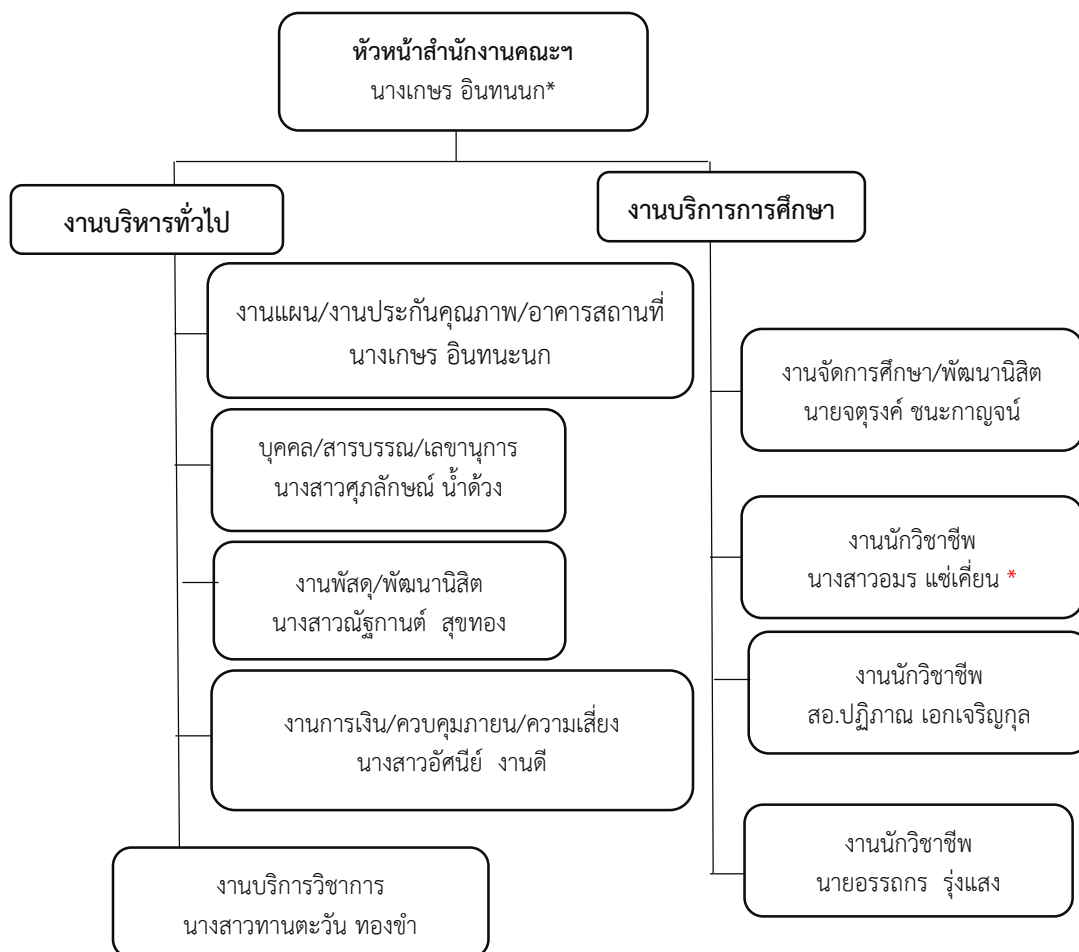 หัวหน้าสำนักงานคณะฯ
นางเกษร อินทนนก*
งานบริหารทั่วไป
งานแผน/งานประกันคุณภาพ/อาคารสถานที่
นางเกษร อินทนะนก
บุคคล/สารบรรณ/เลขานุการ
นางสาวศุภลักษณ์ น้ำด้วง
งานพัสดุ/พัฒนานิสิต
นางสาวณัฐกานต์ สุขทอง
งานการเงิน/ควบคุมภายน/ความเสี่ยง
นางสาวอัศนีย์ งานดี
งานบริการวิชาการ
นางสาวทานตะวัน ทองขำ
งานบริการการศึกษา
งานจัดการศึกษา/พัฒนานิสิต
นายจตุรงค์ ชนะกาญจน์
งานนักวิชาชีพ
นางสาวอมร แซ่เคี่ยน *
งานนักวิชาชีพ
สอ.ปฏิภาณ เอกเจริญกุล
งานนักวิชาชีพ
นายอรรถกร รุ่งแสง